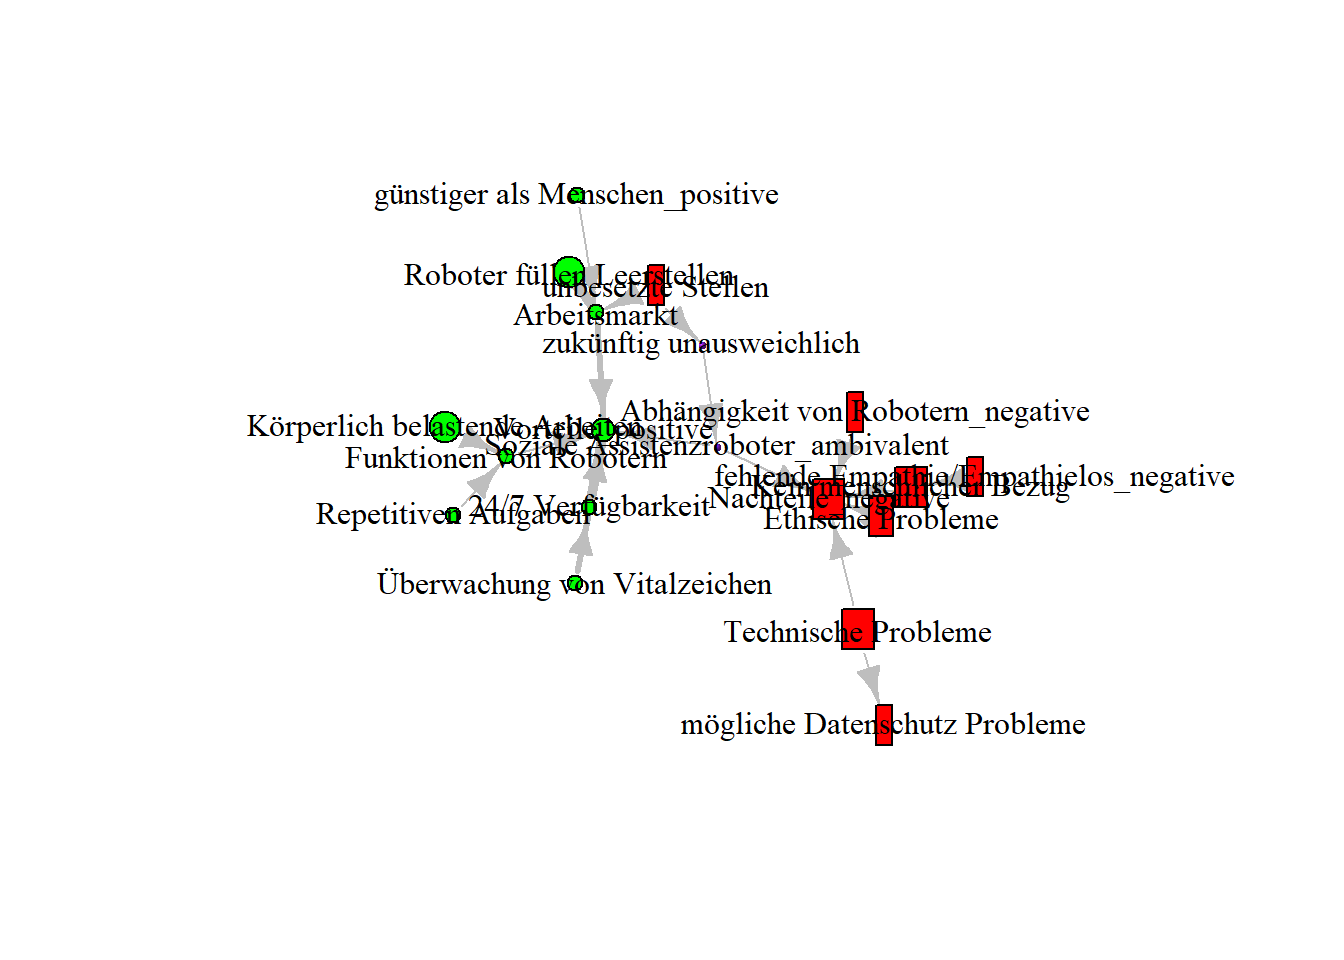 günstiger als Menschen_positive
Roboter füllen Leerstellen
unbesetzte Stellen
Arbeitsmarkt
zukünftig unausweichlich
Abhängigkeit von Robotern_negative
Körperlich belastende Arbeiten
Vorteile_positive
Soziale Assistenzroboter_ambivalent
Funktionen von Robotern
fehlende Empathie/Empathielos_negative
Kein menschlicher Bezug
Nachteile_negative
24/7 Verfügbarkeit
Repetitiven Aufgaben
Ethische Probleme
Überwachung von Vitalzeichen
Technische Probleme
mögliche Datenschutz Probleme